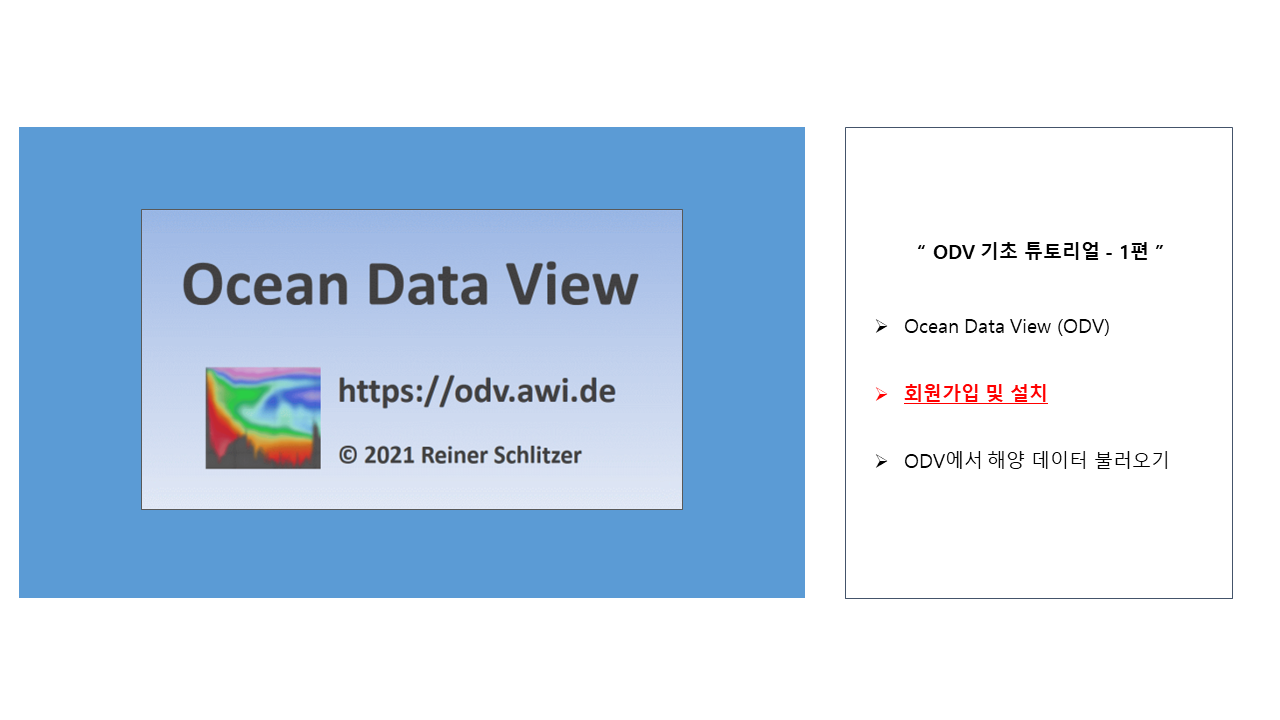 Ocean Data View
https://odv.awi.de
© 2021 Reiner Schlitzer
“ ODV 기초 튜토리얼 - 1편 ”
➢ Ocean Data View (ODV)
➢ 회원가입 및 설치
➢ ODV에서 해양 데이터 불러오기